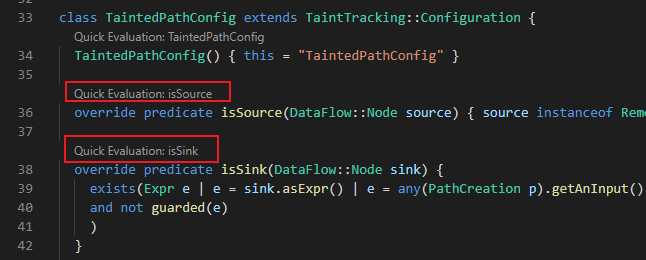 33 class TaintedPathConfig extends TaintTracking::Configuration {
Quick Evaluation: TaintedPathConfig
34 TaintedPathConfig() { this = "TaintedPathConfig" }
35
Quick Evaluation: isSource
36 override predicate isSource(DataFlow::Node source) { source instanceof Rem
37
Quick Evaluation: isSink
38 override predicate isSink(DataFlow::Node sink) {
39 exists(Expr e | e = sink.asExpr() | e = any(PathCreation p).getAnInput()
40 and not guarded(e)
41 )
42 }